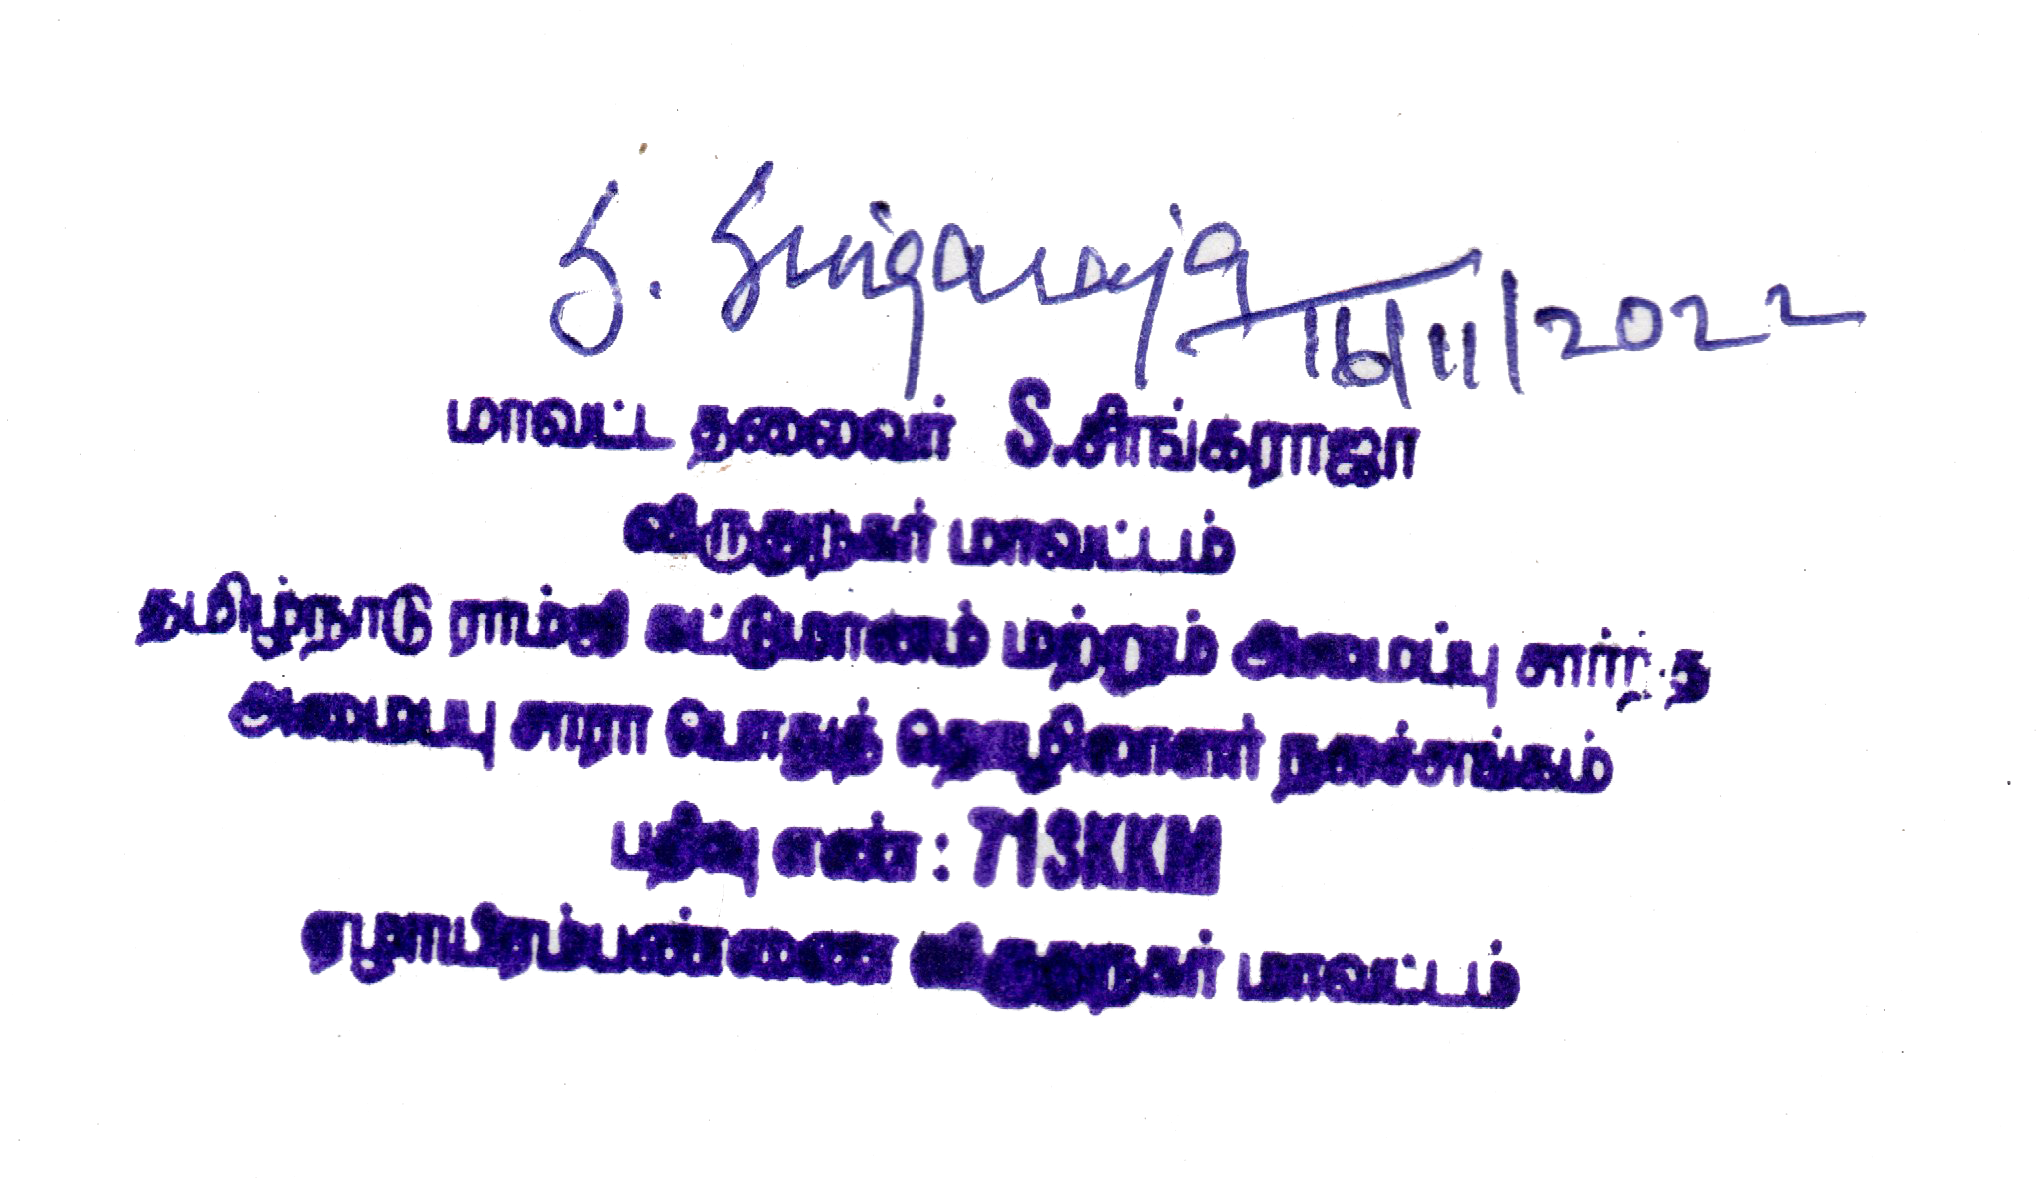 S. Singaraja 16/11/2022
மாவட்ட தலைவர் S.சிங்கராஜா
விருதுநகர் மாவட்டம்
தமிழ்நாடு ராம்ஜி கட்டுமானம் மற்றும் அமைப்பு சார்ந்த
அமைப்பு சாரா பொதுத் தொழிலாளர் நலச்சங்கம்
பதிவு எண் : 713KKM
ஏழாயிரம்பண்ணை விருதுநகர் மாவட்டம்